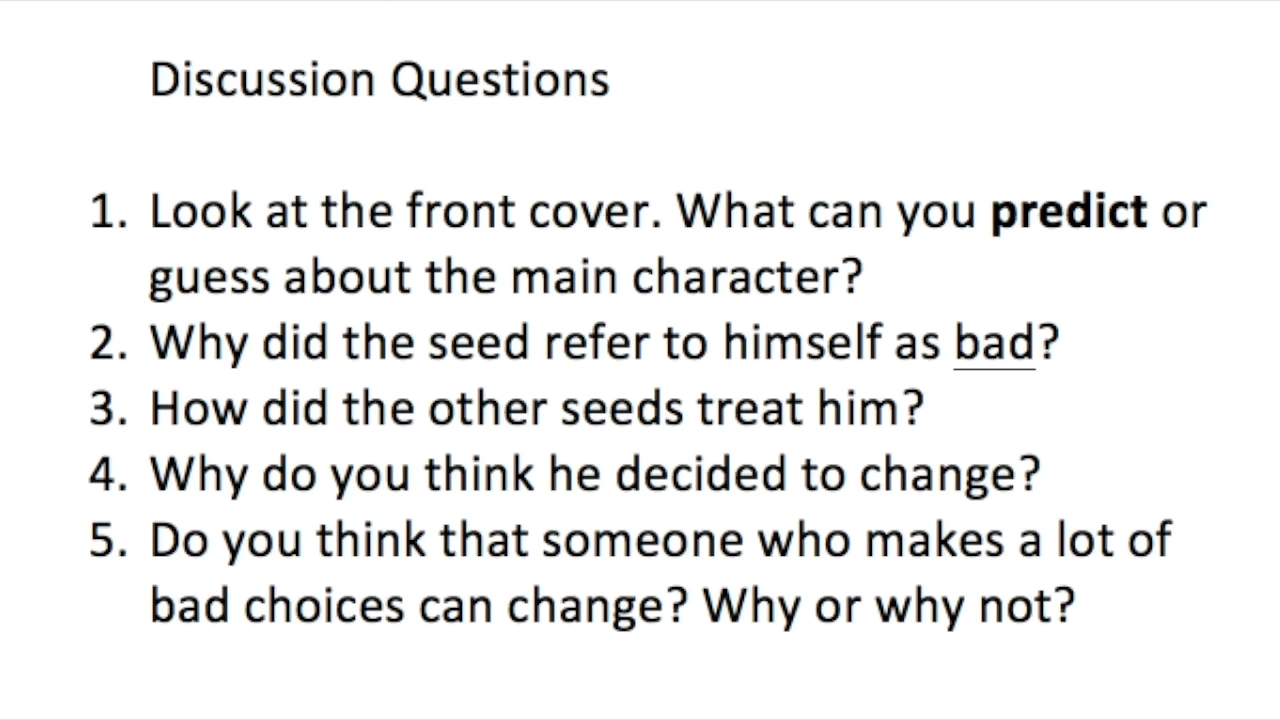 Discussion Questions
1. Look at the front cover. What can you predict or
guess about the main character?
2. Why did the seed refer to himself as bad?
3. How did the other seeds treat him?
4. Why do you think he decided to change?
5. Do you think that someone who makes a lot of
bad choices can change? Why or why not?